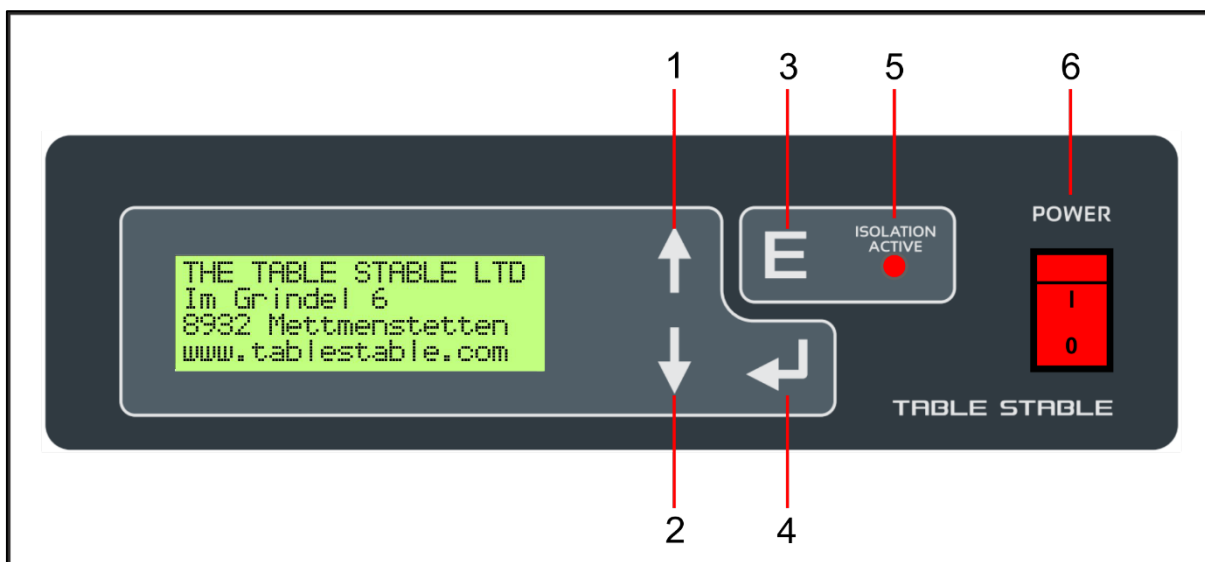 1
3
5
6
POWER
E
ISOLATION
ACTIVE
THE TABLE STABLE LTD
Im Grindel 6
8932 Mettmenstetten
www.tablestable.com
I
0
TABLE STABLE
2
4